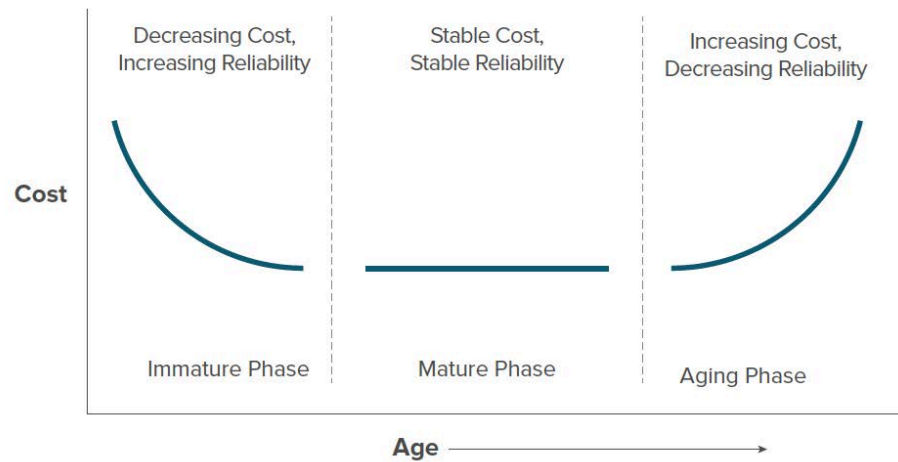 Decreasing Cost,
Increasing Reliability
Stable Cost,
Stable Reliability
Increasing Cost,
Decreasing Reliability
Cost
Immature Phase
Mature Phase
Aging Phase
Age